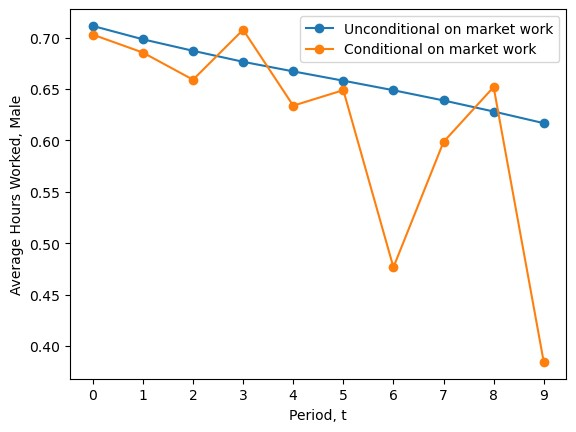 Unconditional on market work
Conditional on market work
0.70
0.65
0.60
0.55
0.50
0.45
0.40
Average Hours Worked, Male
0 1 2 3 4 5 6 7 8 9
Period, t